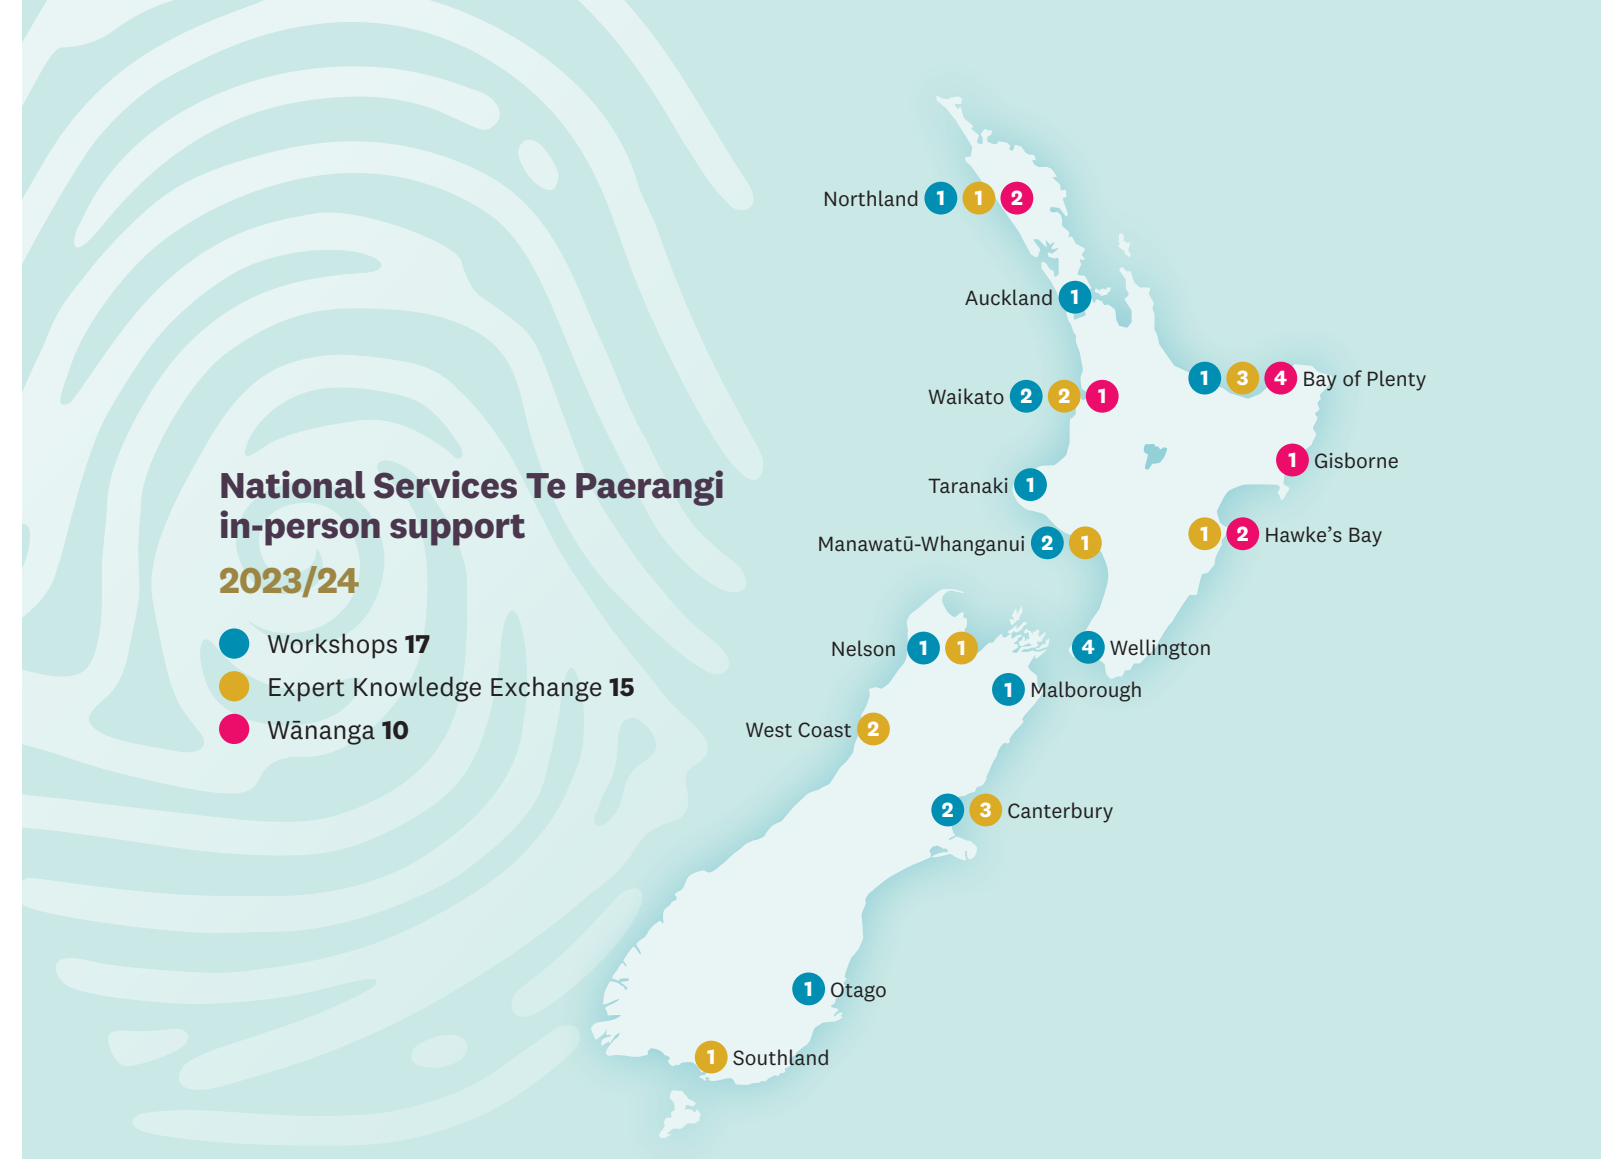 National Services Te Paerangi
in-person support
2023/24
Workshops 17
Expert Knowledge Exchange 15
Wānanga 10
Northland 1 1 2
Auckland 1
1 3 4 Bay of Plenty
Waikato 2 2 1
1 Gisborne
Taranaki 1
1 2 Hawke’s Bay
Manawatū-Whanganui 2 1
Nelson 1 1
4 Wellington
1 Malborough
West Coast 2
2 3 Canterbury
1 Otago
1 Southland